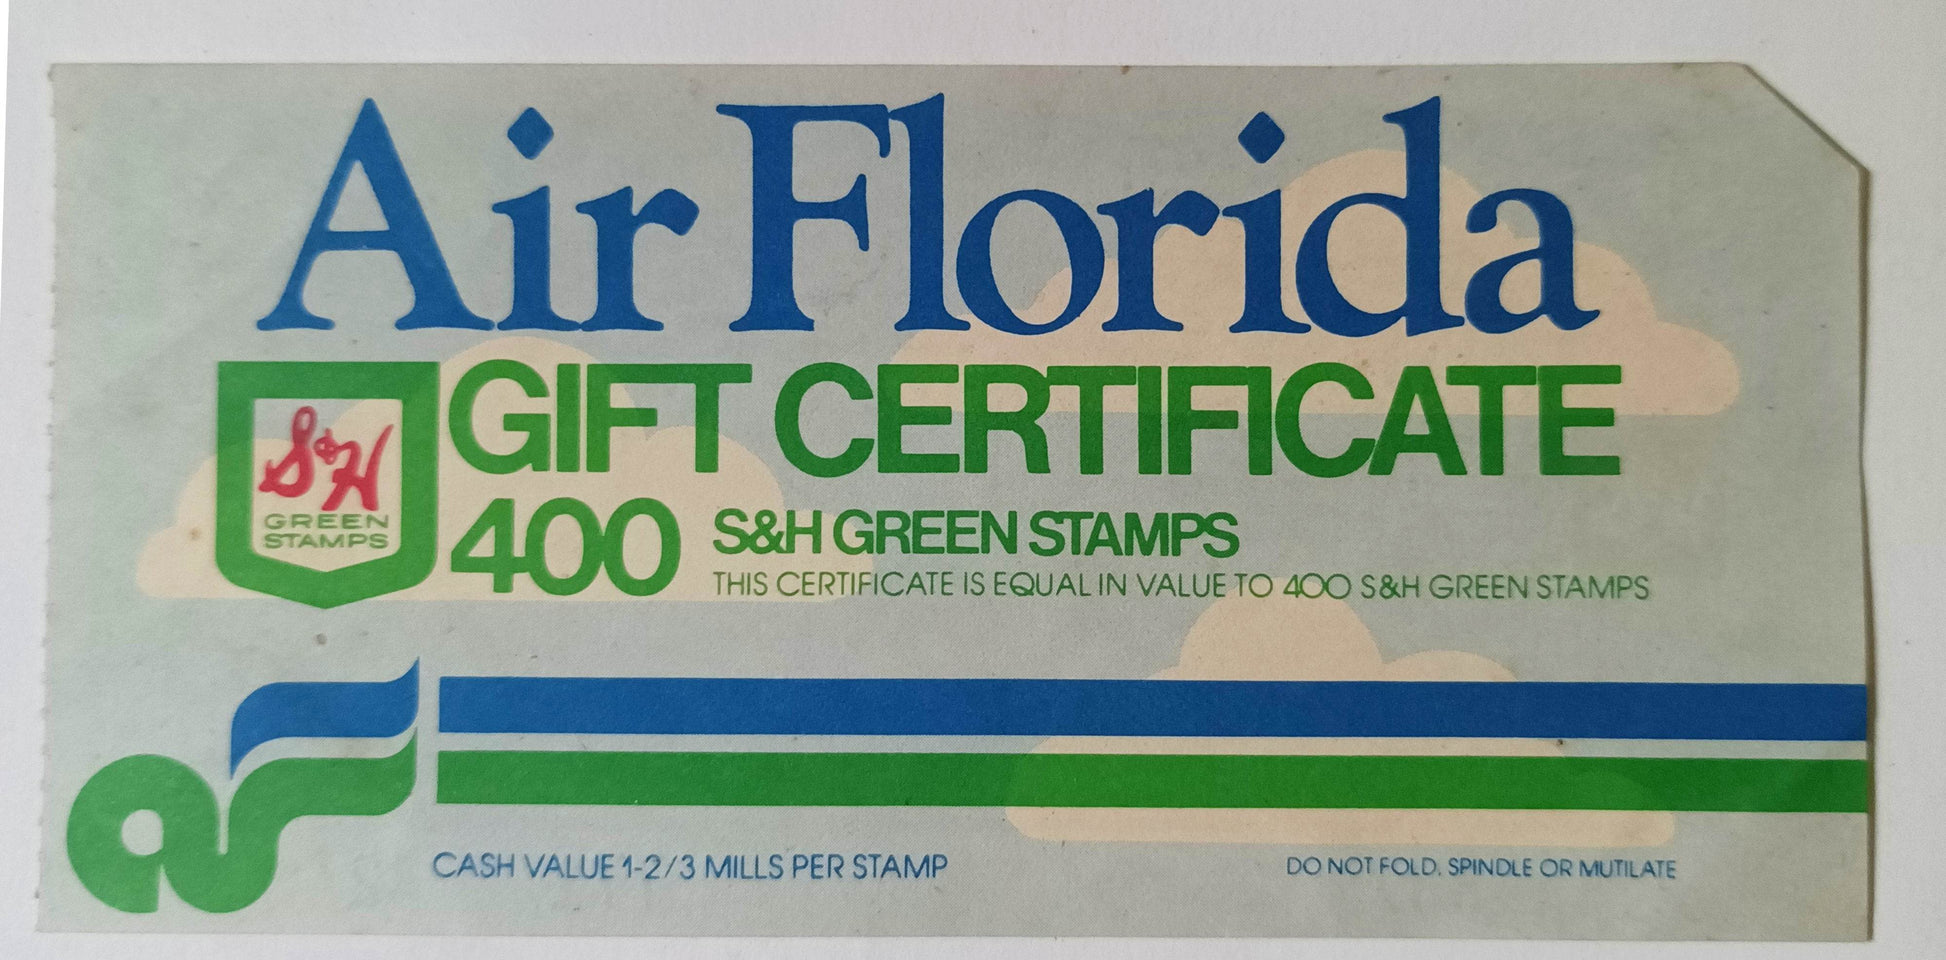 Air Florida
GIFT CERTIFICATE
S&H
GREEN
STAMPS
400 S&H GREEN STAMPS
THIS CERTIFICATE IS EQUAL IN VALUE TO 400 S&H GREEN STAMPS
CASH VALUE 1-2/3 MILLS PER STAMP
DO NOT FOLD, SPINDLE OR MUTILATE